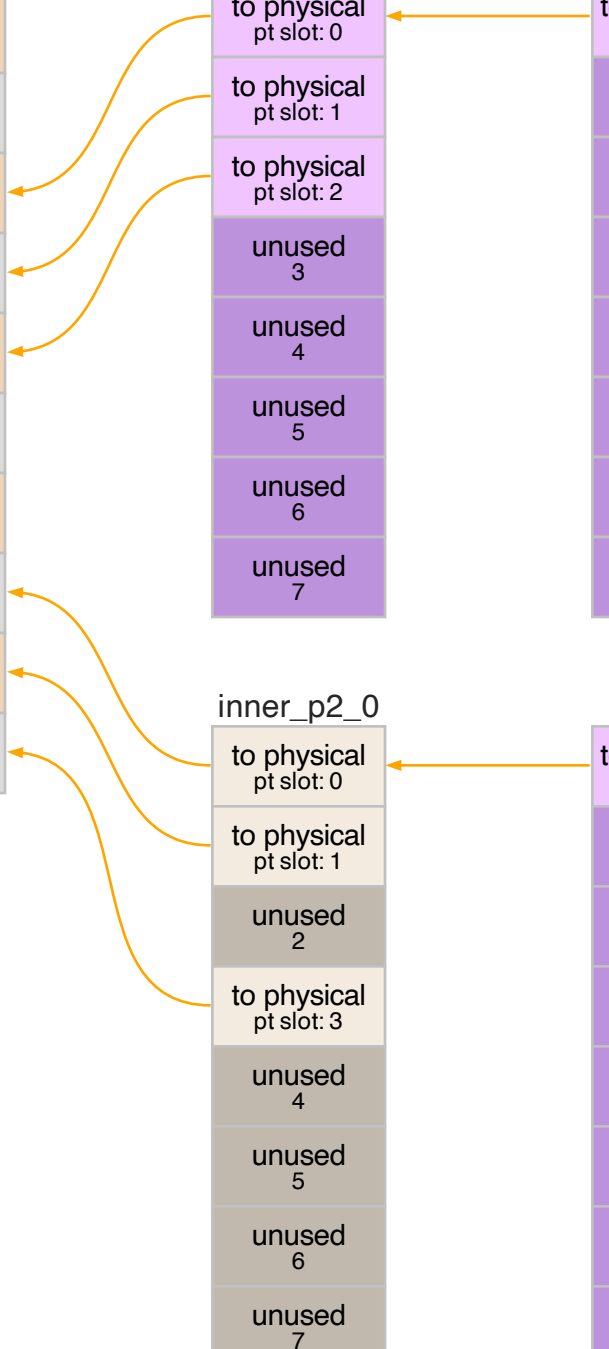 to physical
pt slot: 0
to physical
pt slot: 1
to physical
pt slot: 2
unused
3
unused
4
unused
5
unused
6
unused
7
inner_p2_0
to physical
pt slot: 0
to physical
pt slot: 1
unused
2
to physical
pt slot: 3
unused
4
unused
5
unused
6
unused
7